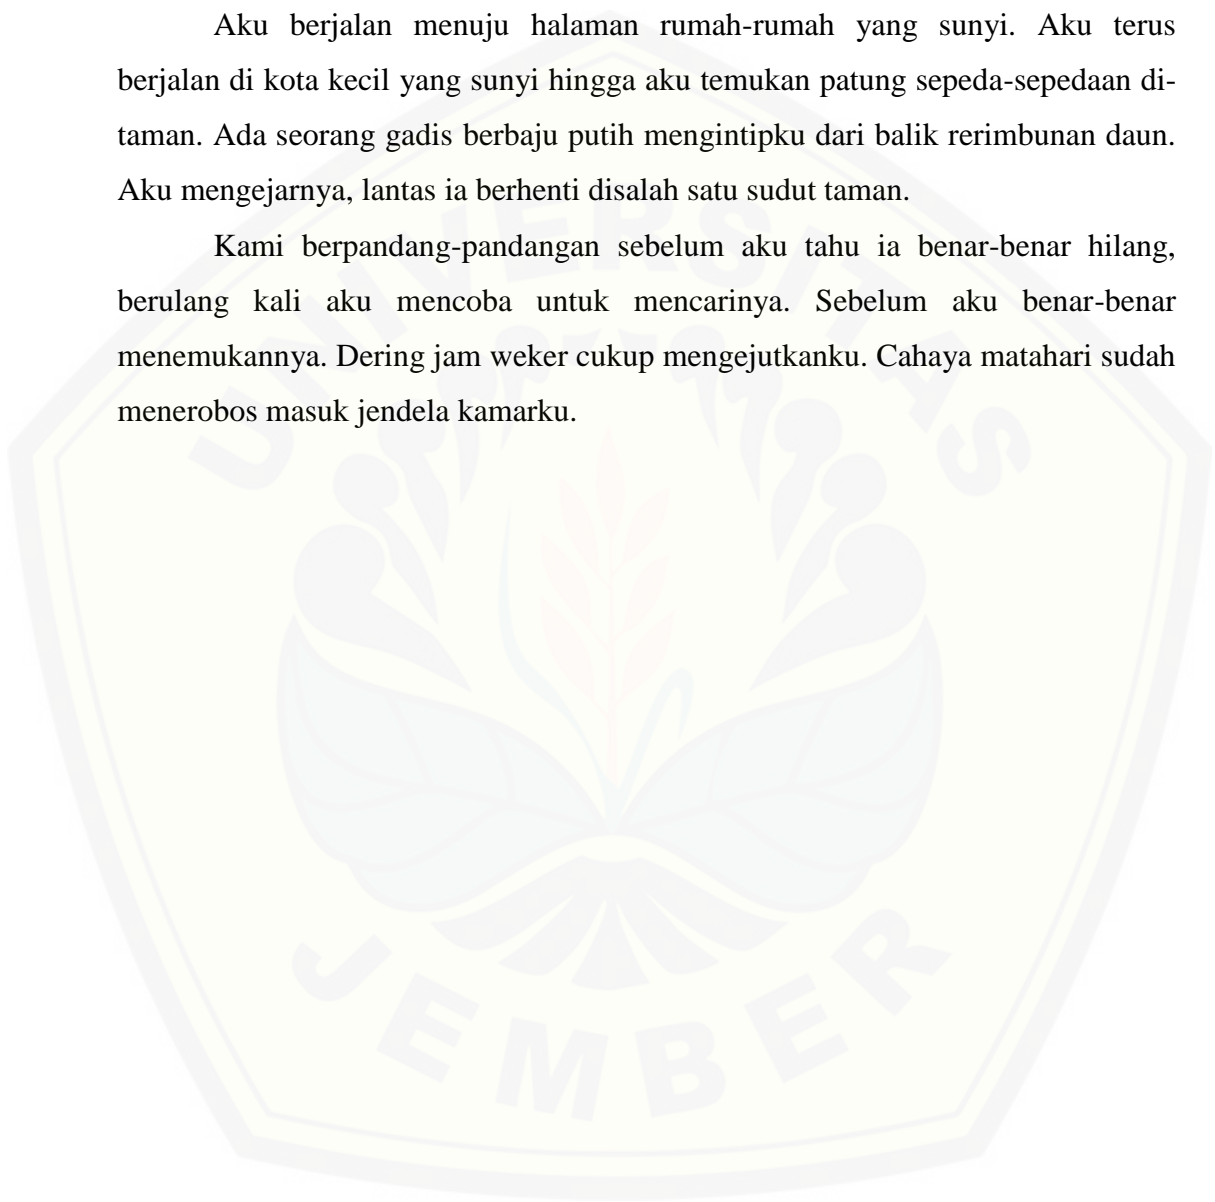 Aku berjalan menuju halaman rumah-rumah yang sunyi. Aku terus
berjalan di kota kecil yang sunyi hingga aku temukan patung sepeda-sepedaan di-
taman. Ada seorang gadis berbaju putih mengintipku dari balik rerimbunan daun.
Aku mengejarnya, lantas ia berhenti disalah satu sudut taman.
Kami berpandang-pandangan sebelum aku tahu ia benar-benar hilang,
berulang kali aku mencoba untuk mencarinya. Sebelum aku benar-benar
menemukannya. Dering jam weker cukup mengejutkanku. Cahaya matahari sudah
menerobos masuk jendela kamarku.
UNIVERSITAS
JEMBER